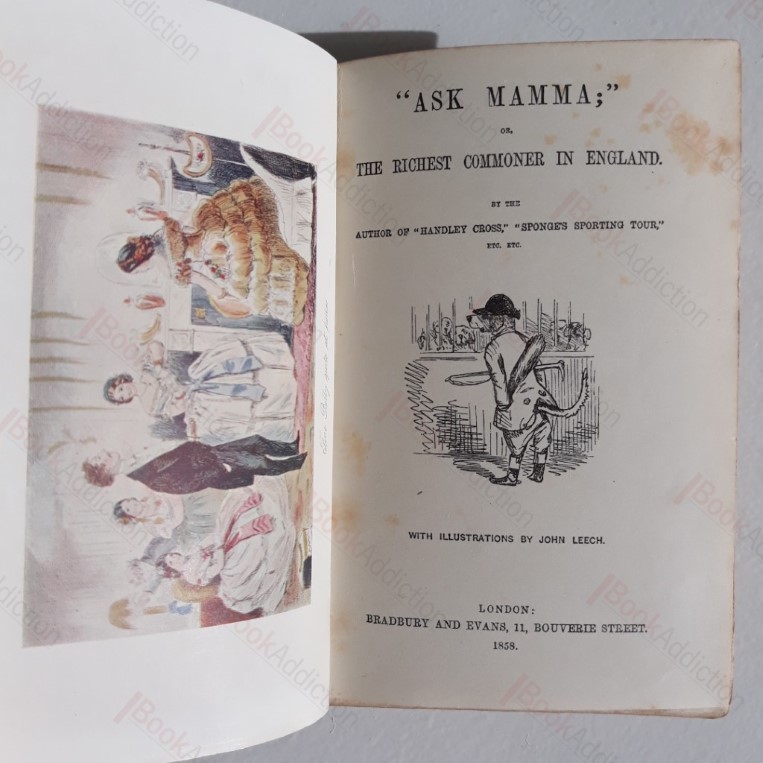 "ASK MAMMA;"
OR,
THE RICHEST COMMONER IN ENGLAND.
BY THE
AUTHOR OF "HANDLEY CROSS," "SPONGE'S SPORTING TOUR,"
ETC. ETC.
WITH ILLUSTRATIONS BY JOHN LEECH.
LONDON:
BRADBURY AND EVANS, 11, BOUVERIE STREET.
1858.
BookAddiction